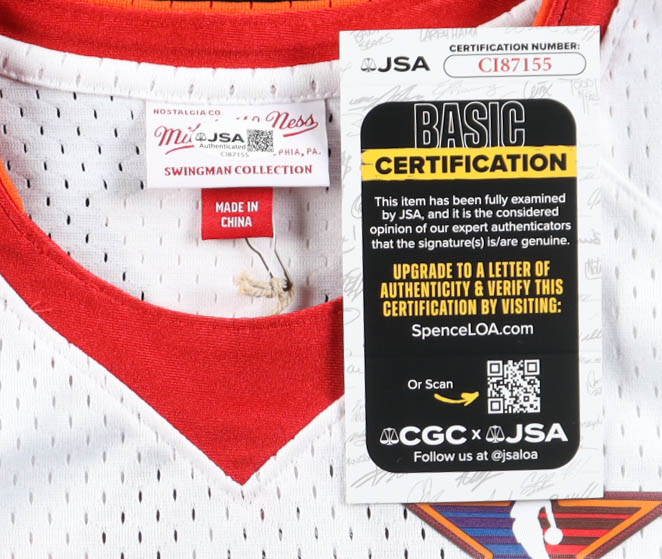 NOSTALGIA CO.
Ness
JSA
Authenticated
CI87155
PHIA, PA.
SWINGMAN COLLECTION
MADE IN
CHINA
JSA
CERTIFICATION NUMBER:
CI87155
BASIC
CERTIFICATION
This item has been fully examined
by JSA, and it is the considered
opinion of our expert authenticators
that the signature(s) is/are genuine.
UPGRADE TO A LETTER OF
AUTHENTICITY & VERIFY THIS
CERTIFICATION BY VISITING:
SpenceLOA.com
Or Scan
CGC x JSA
Follow us at @jsaloa